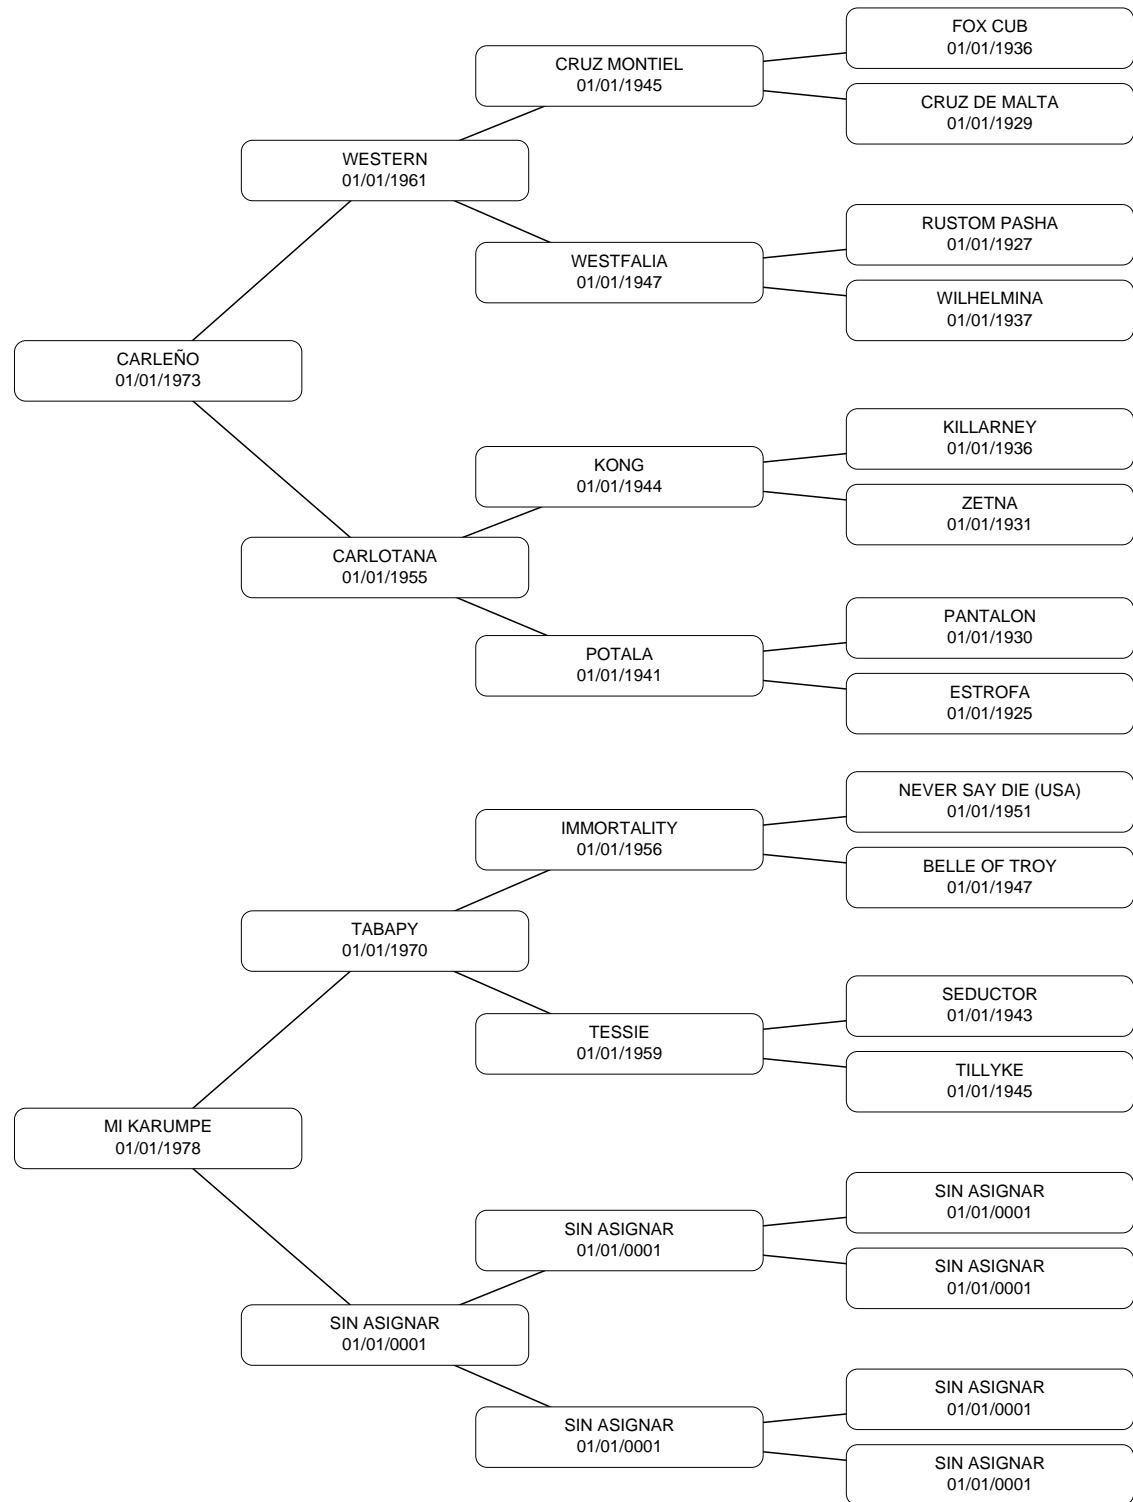 FOX CUB
01/01/1936
CRUZ MONTIEL
01/01/1945
CRUZ DE MALTA
01/01/1929
WESTERN
01/01/1961
RUSTOM PASHA
01/01/1927
WESTFALIA
01/01/1947
WILHELMINA
01/01/1937
CARLEÑO
01/01/1973
KILLARNEY
01/01/1936
KONG
01/01/1944
ZETNA
01/01/1931
CARLOTANA
01/01/1955
PANTALON
01/01/1930
POTALA
01/01/1941
ESTROFA
01/01/1925
NEVER SAY DIE (USA)
01/01/1951
IMMORTALITY
01/01/1956
BELLE OF TROY
01/01/1947
TABAPY
01/01/1970
SEDUCTOR
01/01/1943
TESSIE
01/01/1959
TILLYKE
01/01/1945
MI KARUMPE
01/01/1978
SIN ASIGNAR
01/01/0001
SIN ASIGNAR
01/01/0001
SIN ASIGNAR
01/01/0001
SIN ASIGNAR
01/01/0001
SIN ASIGNAR
01/01/0001
SIN ASIGNAR
01/01/0001
SIN ASIGNAR
01/01/0001